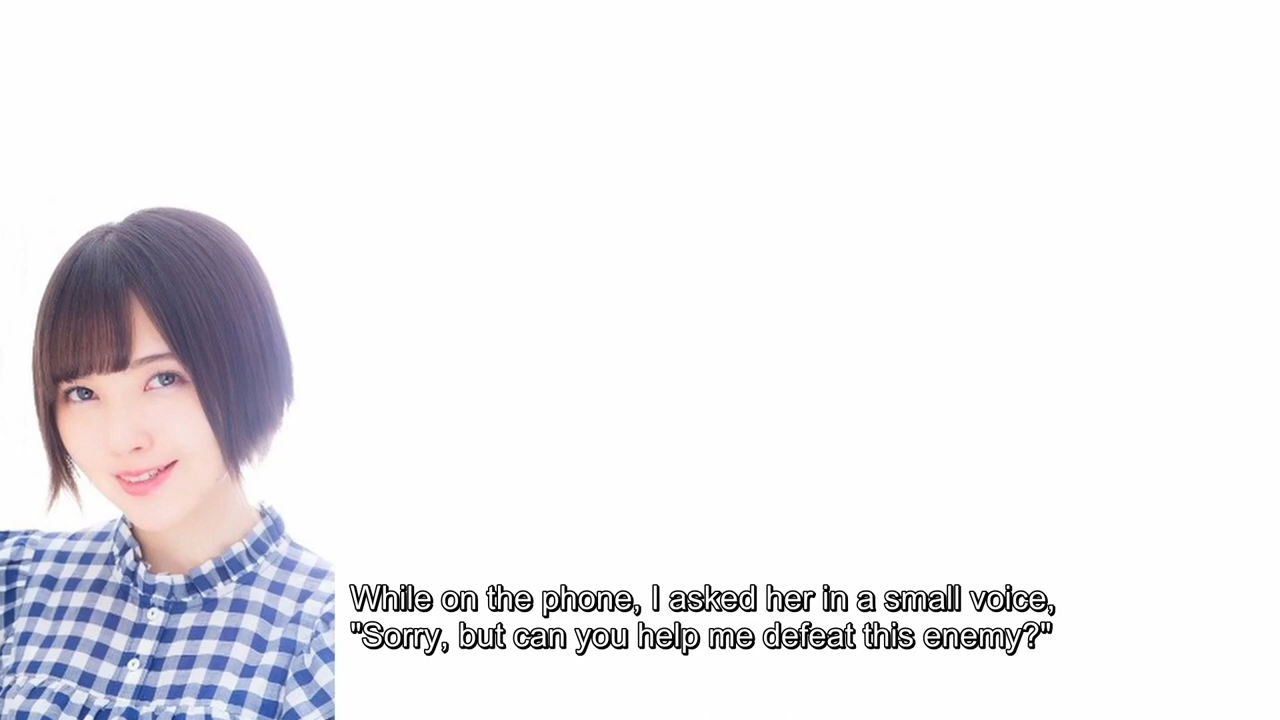 While on the phone, I asked her in a small voice,
"Sorry, but can you help me defeat this enemy?"